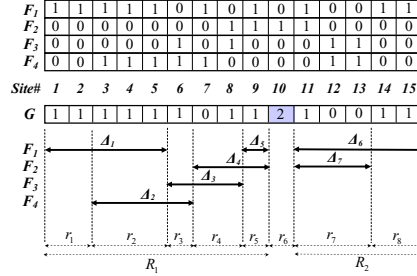 F₁ 1 1 1 1 1 0 1 0 1 0 1 0 0 1 1
F₂ 0 0 0 0 0 0 0 1 1 1 1 0 0 1 1
F₃ 0 0 0 0 0 1 0 1 0 0 0 1 1 0 0
F₄ 0 0 1 1 1 1 0 0 0 0 0 1 1 0 0
Site# 1 2 3 4 5 6 7 8 9 10 11 12 13 14 15
G 1 1 1 1 1 1 0 1 1 2 1 0 0 1 1
F₁ Δ₁ Δ₅ Δ₆
F₂ Δ₄ Δ₇
F₃ Δ₃
F₄ Δ₂
r₁ r₂ r₃ r₄ r₅ r₆ r₇ r₈
R₁ R₂